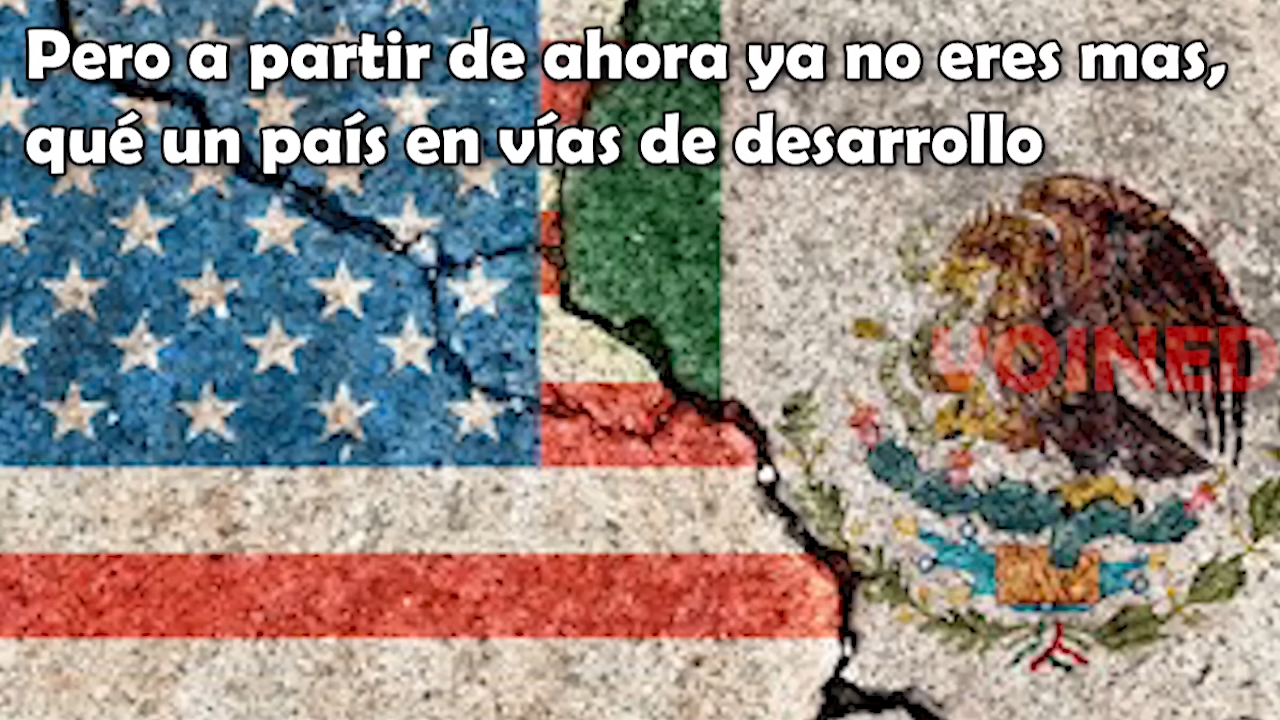 Pero a partir de ahora ya no eres mas,
qué un país en vías de desarrollo
VOINED